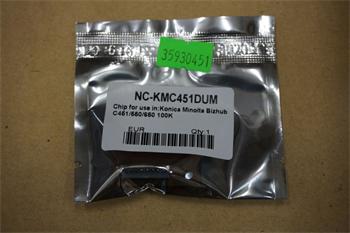 35930451
NC-KMC451DUM
Chip for use in:Konica Minolta Bizhub
C451/550/650 100K
EUR Qty:1